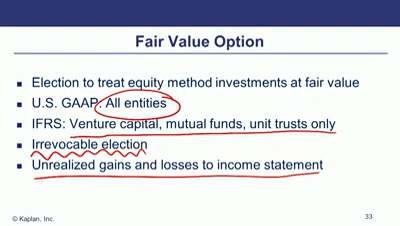 Fair Value Option
Election to treat equity method investments at fair value
U.S. GAAP: All entities
IFRS: Venture capital, mutual funds, unit trusts only
Irrevocable election
Unrealized gains and losses to income statement
© Kaplan, Inc.
33